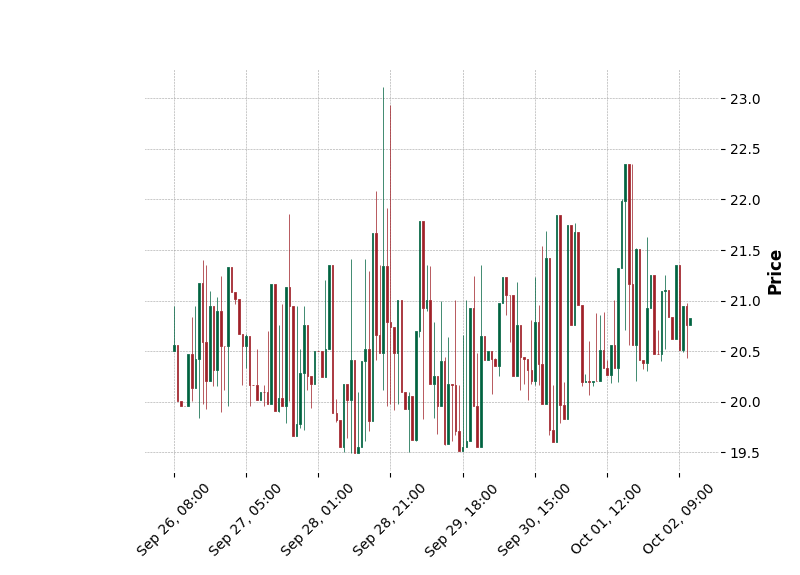 23.0
22.5
22.0
21.5
21.0
20.5
20.0
19.5
Price
Sep 26, 08:00
Sep 27, 05:00
Sep 28, 01:00
Sep 28, 21:00
Sep 29, 18:00
Sep 30, 15:00
Oct 01, 12:00
Oct 02, 09:00